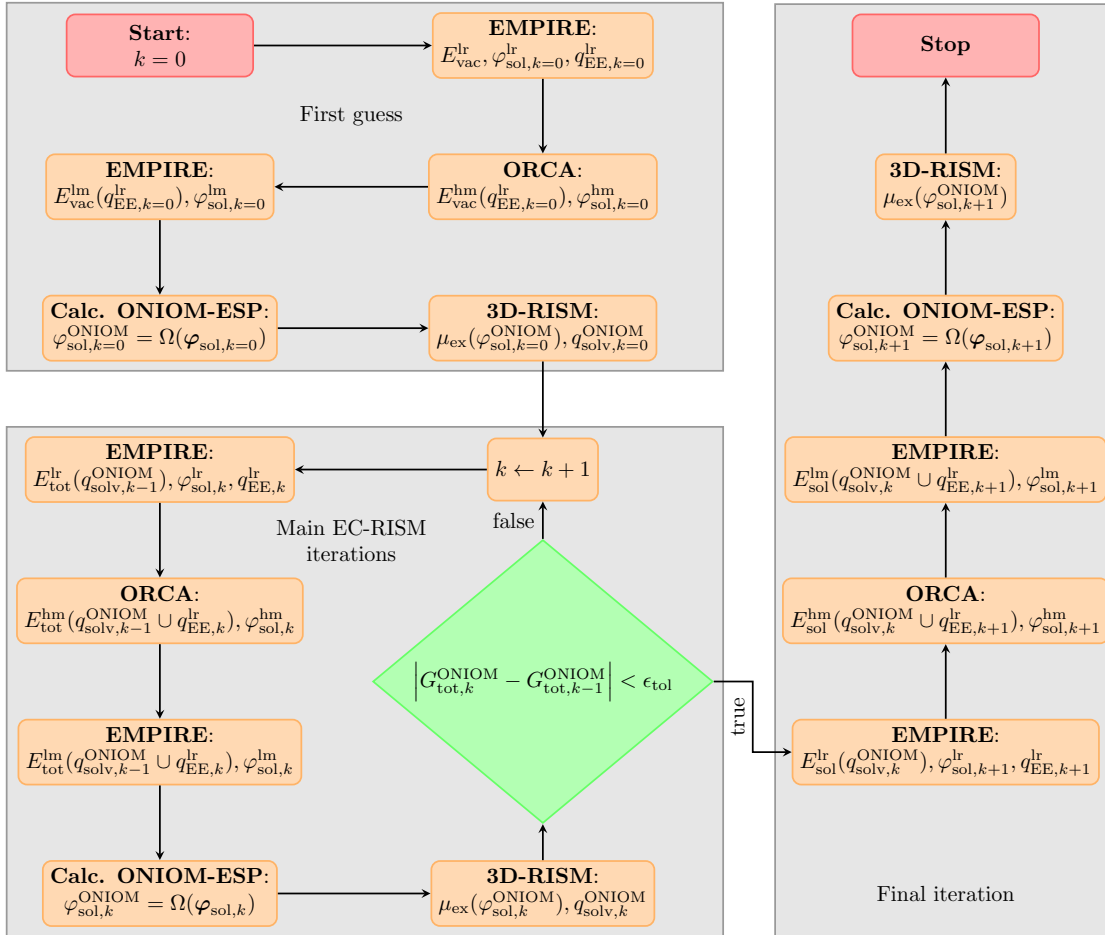 Start:
k = 0
EMPIRE:
E_vac^lr, φ_sol,k=0^lr, q_EE,k=0^lr
First guess
ORCA:
E_vac^hm(q_EE,k=0^lr), φ_sol,k=0^hm
EMPIRE:
E_vac^lm(q_EE,k=0^lr), φ_sol,k=0^lm
Calc. ONIOM-ESP:
φ_sol,k=0^ONIOM = Ω(φ_sol,k=0)
3D-RISM:
μ_ex(φ_sol,k=0^ONIOM), q_solv,k=0^ONIOM
k ← k + 1
EMPIRE:
E_tot^lr(q_solv,k−1^ONIOM), φ_sol,k^lr, q_EE,k^lr
Main EC-RISM
iterations
false
ORCA:
E_tot^hm(q_solv,k−1^ONIOM ∪ q_EE,k^lr), φ_sol,k^hm
EMPIRE:
E_tot^lm(q_solv,k−1^ONIOM ∪ q_EE,k^lr), φ_sol,k^lm
Calc. ONIOM-ESP:
φ_sol,k^ONIOM = Ω(φ_sol,k)
3D-RISM:
μ_ex(φ_sol,k^ONIOM), q_solv,k^ONIOM
|G_tot,k^ONIOM − G_tot,k−1^ONIOM| < ϵ_tol
true
EMPIRE:
E_sol^lr(q_solv,k^ONIOM), φ_sol,k+1^lr, q_EE,k+1^lr
ORCA:
E_sol^hm(q_solv,k^ONIOM ∪ q_EE,k+1^lr), φ_sol,k+1^hm
EMPIRE:
E_sol^lm(q_solv,k^ONIOM ∪ q_EE,k+1^lr), φ_sol,k+1^lm
Calc. ONIOM-ESP:
φ_sol,k+1^ONIOM = Ω(φ_sol,k+1)
3D-RISM:
μ_ex(φ_sol,k+1^ONIOM)
Stop
Final iteration